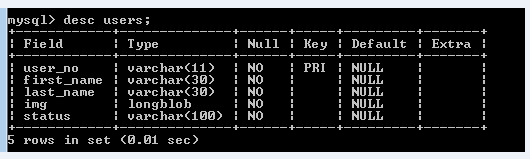 mysql> desc users;
+------------+--------------+------+-----+---------+-------+
| Field      | Type         | Null | Key | Default | Extra |
+------------+--------------+------+-----+---------+-------+
| user_no    | varchar(11)  | NO   | PRI | NULL    |       |
| first_name | varchar(30)  | NO   |     | NULL    |       |
| last_name  | varchar(30)  | NO   |     | NULL    |       |
| img        | longblob     | NO   |     | NULL    |       |
| status     | varchar(100) | NO   |     | NULL    |       |
+------------+--------------+------+-----+---------+-------+
5 rows in set (0.01 sec)